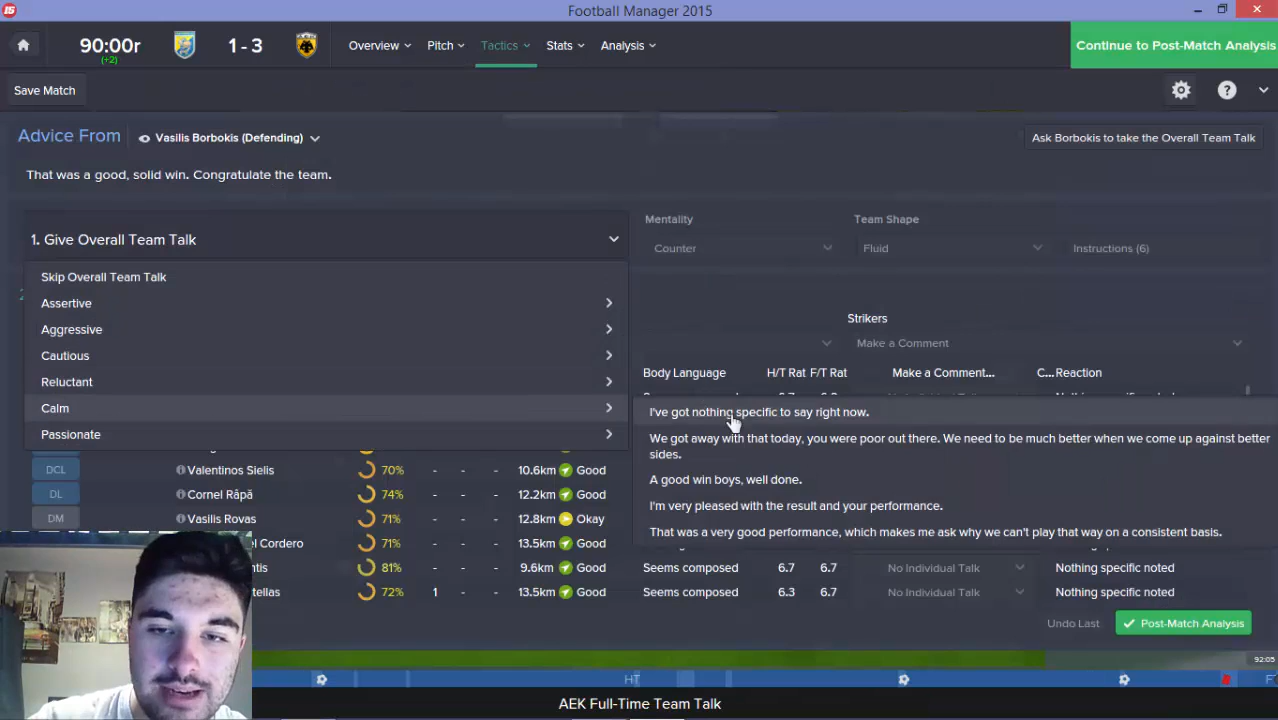 15
Football Manager 2015
90:00r
(+2)
1 - 3
Overview
Pitch
Tactics
Stats
Analysis
Continue to Post-Match Analysis
Save Match
?
Advice From
Vasilis Borbokis (Defending)
Ask Borbokis to take the Overall Team Talk
That was a good, solid win. Congratulate the team.
1. Give Overall Team Talk
Mentality
Team Shape
Counter
Fluid
Instructions (6)
Skip Overall Team Talk
Assertive
Aggressive
Cautious
Reluctant
Calm
Passionate
Strikers
Make a Comment
Body Language H/T Rat F/T Rat Make a Comment... C... Reaction
I've got nothing specific to say right now.
We got away with that today, you were poor out there. We need to be much better when we come up against better
sides.
A good win boys, well done.
I'm very pleased with the result and your performance.
That was a very good performance, which makes me ask why we can't play that way on a consistent basis.
DCL Valentinos Sielis 70% - - - 10.6km Good
DL Cornel Râpă 74% - - - 12.2km Good
DM Vasilis Rovas 71% - - - 12.8km Okay
el Cordero 71% - - - 13.5km Good
ntis 81% - - - 9.6km Good Seems composed 6.7 6.7 No Individual Talk Nothing specific noted
tellas 72% 1 - - 13.5km Good Seems composed 6.3 6.7 No Individual Talk Nothing specific noted
Undo Last
Post-Match Analysis
92:05
HT
AEK Full-Time Team Talk